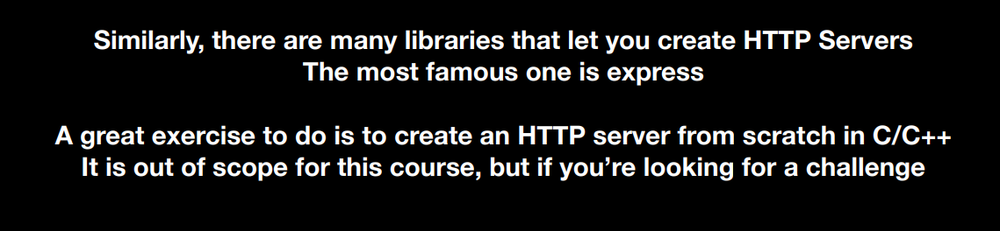 Similarly, there are many libraries that let you create HTTP Servers
The most famous one is express
A great exercise to do is to create an HTTP server from scratch in C/C++
It is out of scope for this course, but if you’re looking for a challenge